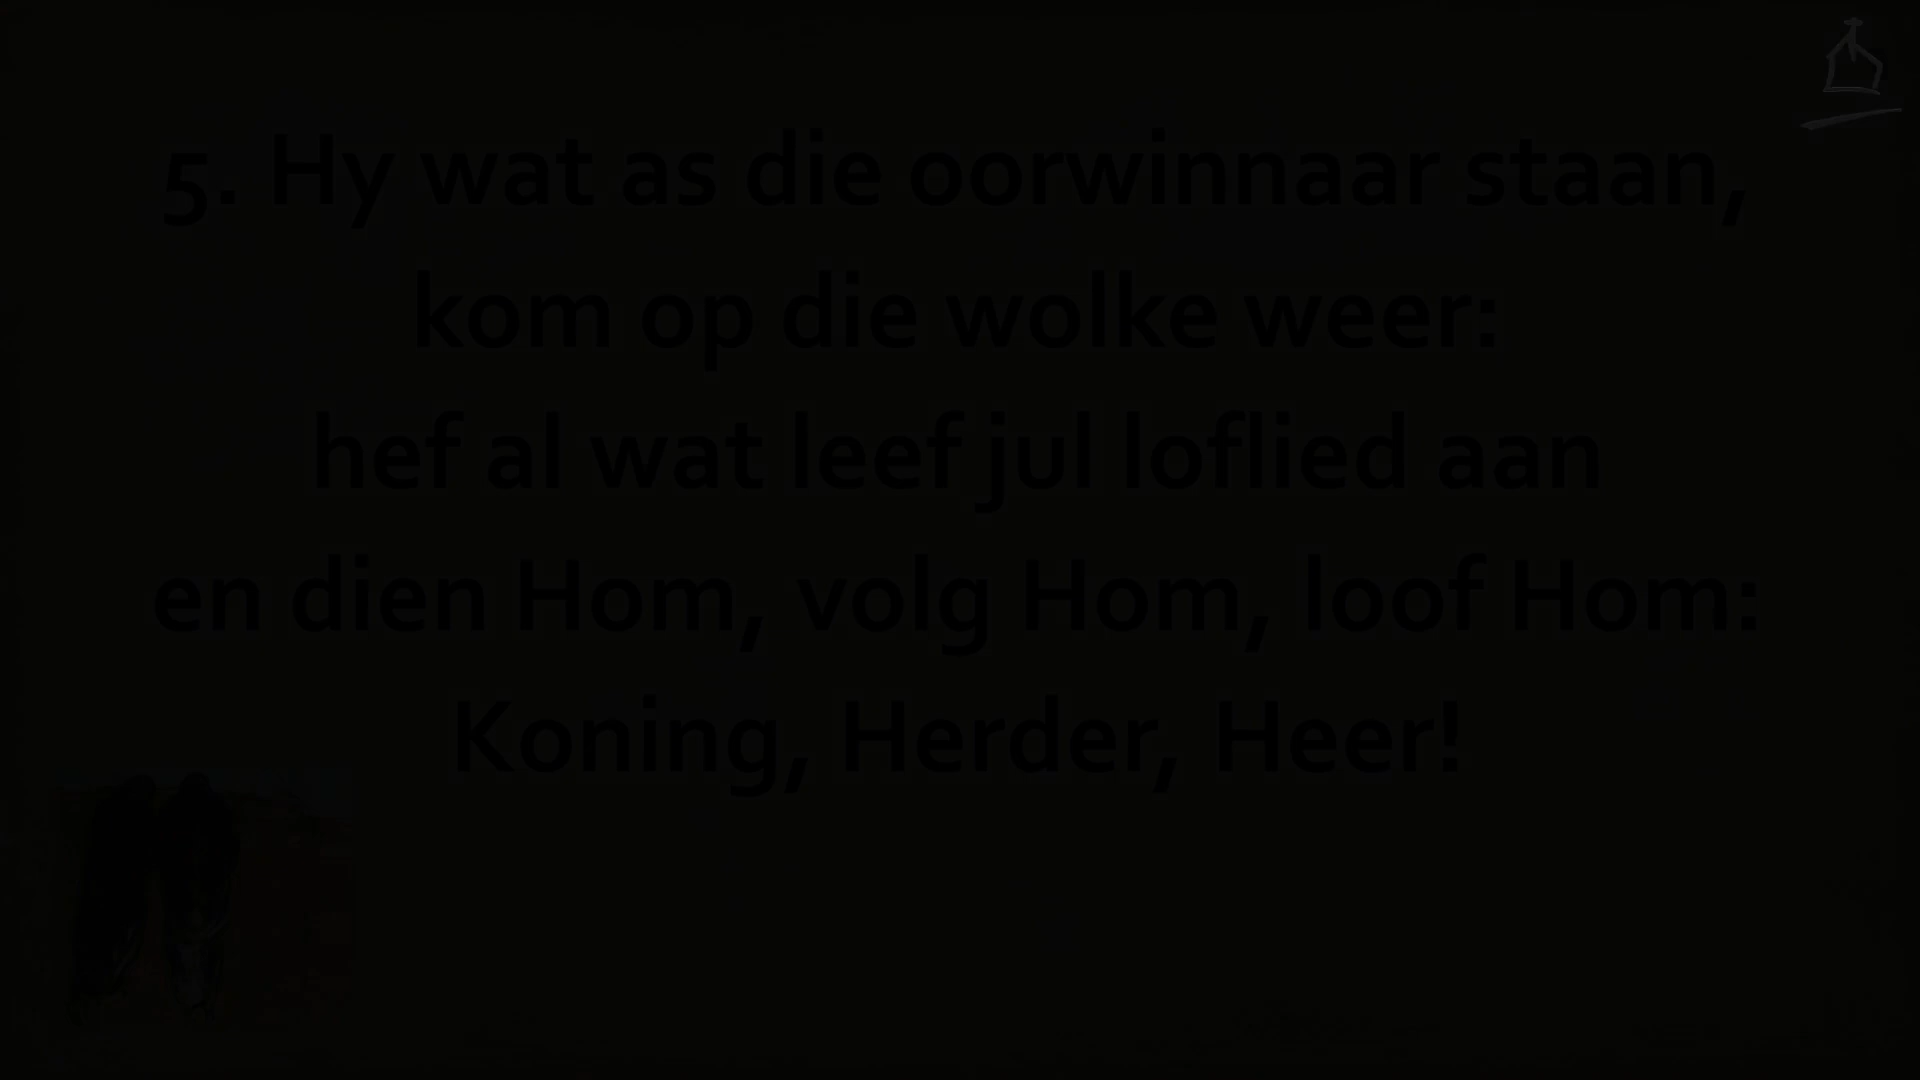 5. Hy wat as die oorwinnaar staan,
kom op die wolke weer:
hef al wat leef jul loflied aan
en dien Hom, volg Hom, loof Hom:
Koning, Herder, Heer!